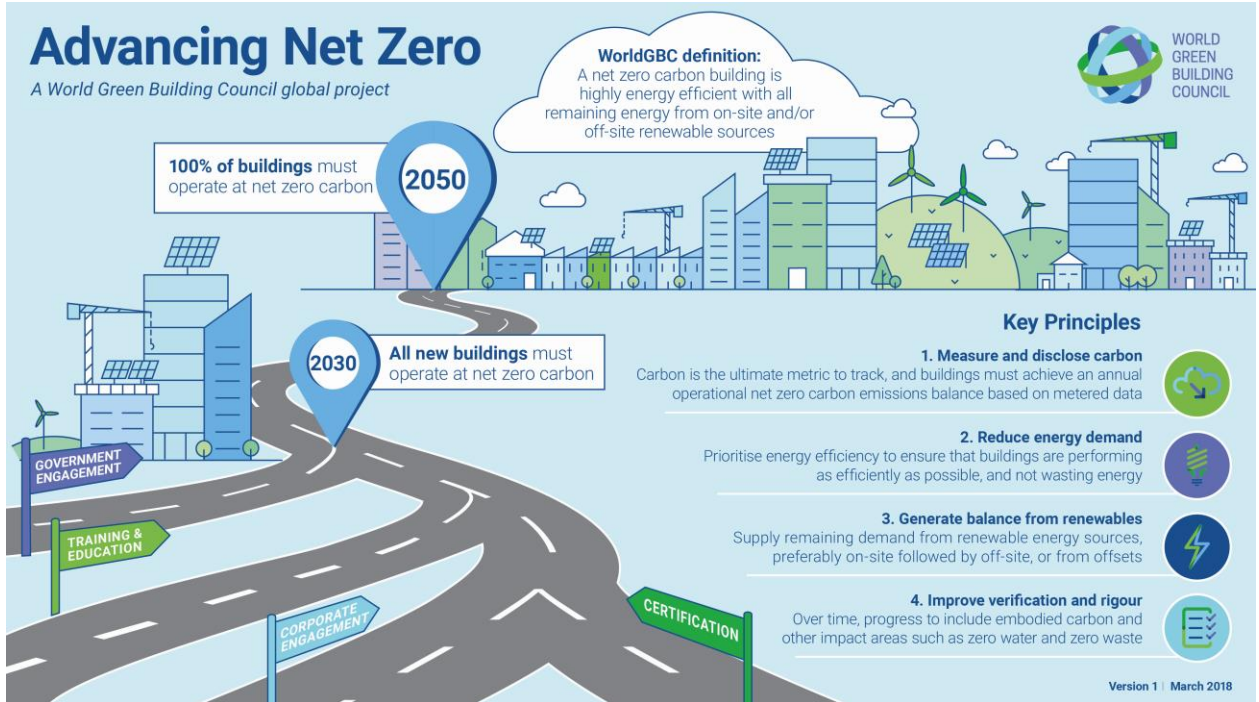 Advancing Net Zero
A World Green Building Council global project
WorldGBC definition:
A net zero carbon building is
highly energy efficient with all
remaining energy from on-site and/or
off-site renewable sources
WORLD
GREEN
BUILDING
COUNCIL
100% of buildings must
operate at net zero carbon
2050
2030
All new buildings must
operate at net zero carbon
GOVERNMENT
ENGAGEMENT
TRAINING &
EDUCATION
CORPORATE
ENGAGEMENT
CERTIFICATION
Key Principles
1. Measure and disclose carbon
Carbon is the ultimate metric to track, and buildings must achieve an annual
operational net zero carbon emissions balance based on metered data
2. Reduce energy demand
Prioritise energy efficiency to ensure that buildings are performing
as efficiently as possible, and not wasting energy
3. Generate balance from renewables
Supply remaining demand from renewable energy sources,
preferably on-site followed by off-site, or from offsets
4. Improve verification and rigour
Over time, progress to include embodied carbon and
other impact areas such as zero water and zero waste
Version 1 | March 2018